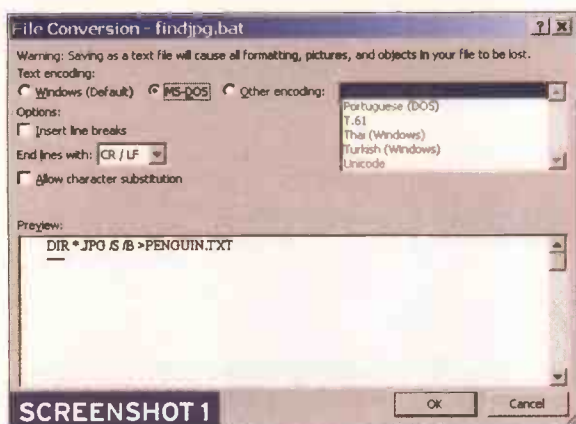 File Conversion - findjpg.bat
Warning: Saving as a text file will cause all formatting, pictures, and objects in your file to be lost.
Text encoding:
Windows (Default) MS-DOS Other encoding:
Portuguese (DOS)
T.61
Thai (Windows)
Turkish (Windows)
Unicode
Options:
Insert line breaks
End lines with: CR / LF
Allow character substitution
Preview:
DIR *.JPG /S /B >PENGUIN.TXT
OK Cancel
SCREENSHOT 1